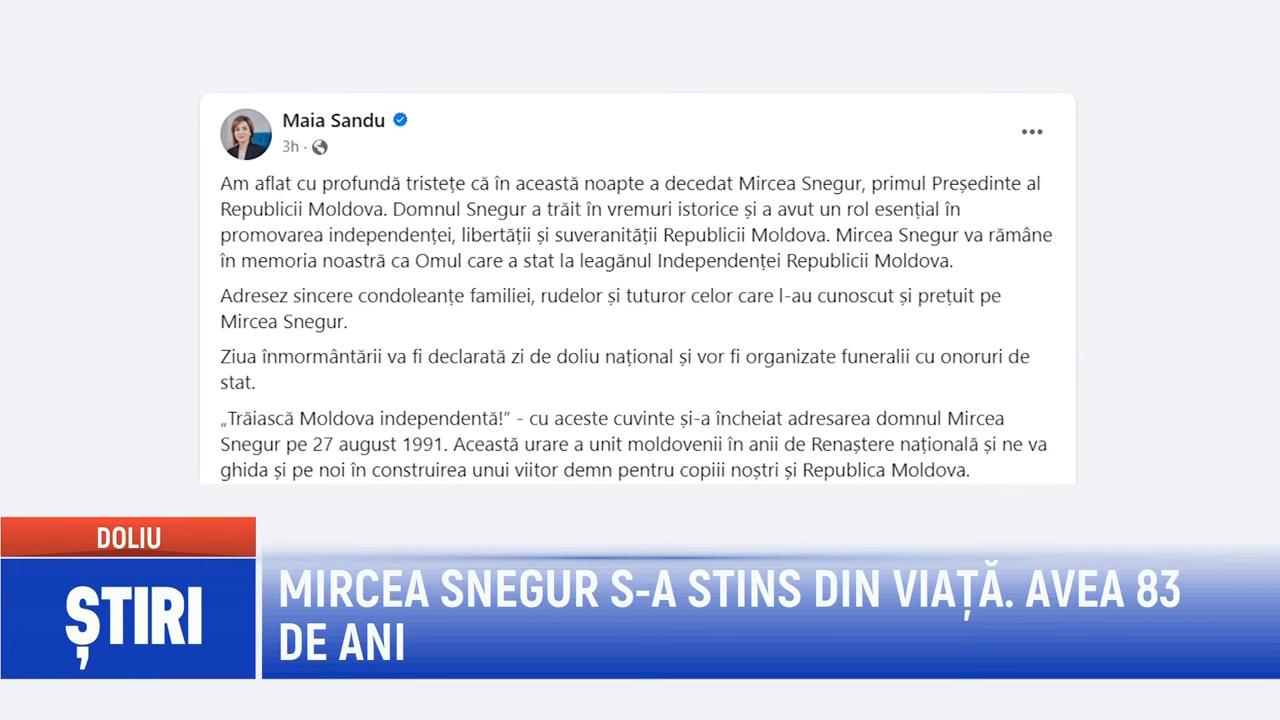 Maia Sandu
3h ·
Am aflat cu profundă tristețe că în această noapte a decedat Mircea Snegur, primul Președinte al
Republicii Moldova. Domnul Snegur a trăit în vremuri istorice și a avut un rol esențial în
promovarea independenței, libertății și suveranității Republicii Moldova. Mircea Snegur va rămâne
în memoria noastră ca Omul care a stat la leagănul Independenței Republicii Moldova.
Adresez sincere condoleanțe familiei, rudelor și tuturor celor care l-au cunoscut și prețuit pe
Mircea Snegur.
Ziua înmormântării va fi declarată zi de doliu național și vor fi organizate funeralii cu onoruri de
stat.
„Trăiască Moldova independentă!” - cu aceste cuvinte și-a încheiat adresarea domnul Mircea
Snegur pe 27 august 1991. Această urare a unit moldovenii în anii de Renaștere națională și ne va
ghida și pe noi în construirea unui viitor demn pentru copiii noștri și Republica Moldova.
DOLIU
ȘTIRI
MIRCEA SNEGUR S-A STINS DIN VIAȚĂ. AVEA 83
DE ANI